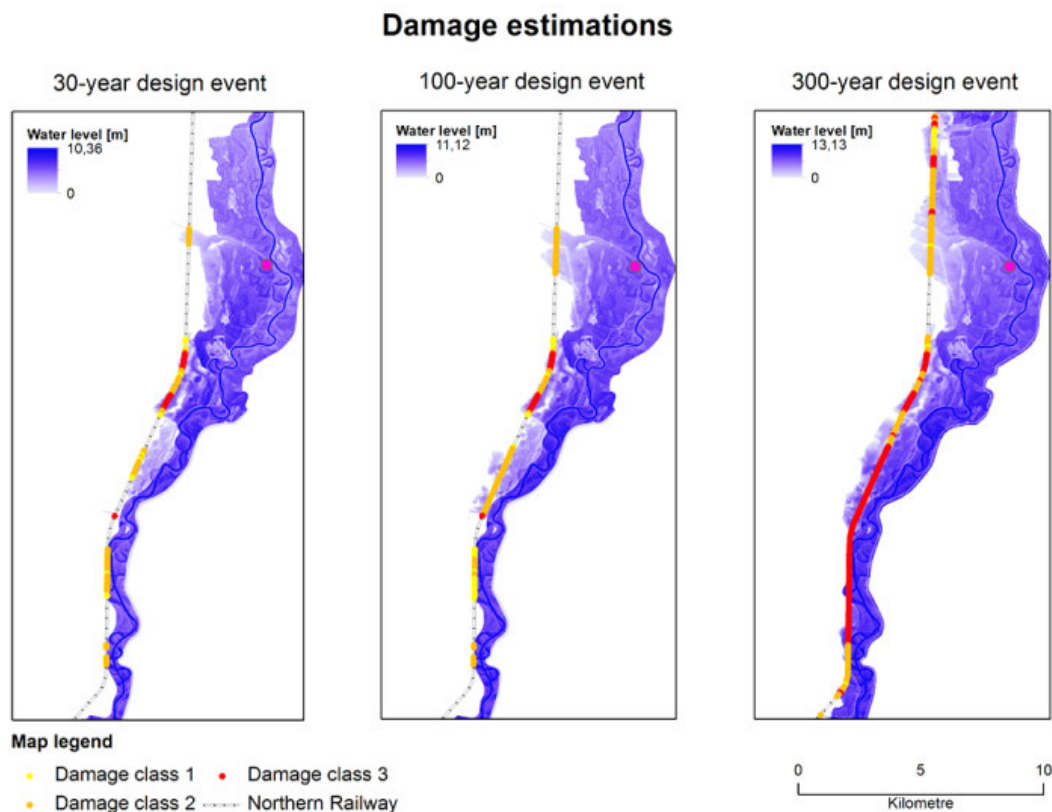 Damage estimations
30-year design event
100-year design event
300-year design event
Water level [m]
10,36
0
Water level [m]
11,12
0
Water level [m]
13,13
0
Map legend
Damage class 1
Damage class 3
Damage class 2
Northern Railway
0
5
10
Kilometre